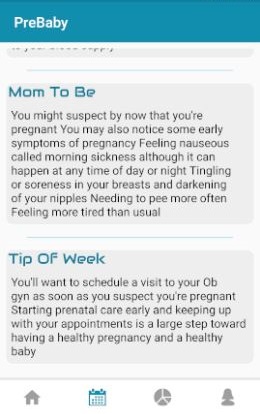 PreBaby
to your blood supply
Mom To Be
You might suspect by now that you're
pregnant You may also notice some early
symptoms of pregnancy Feeling nauseous
called morning sickness although it can
happen at any time of day or night Tingling
or soreness in your breasts and darkening
of your nipples Needing to pee more often
Feeling more tired than usual
Tip Of Week
You'll want to schedule a visit to your Ob
gyn as soon as you suspect you're pregnant
Starting prenatal care early and keeping up
with your appointments is a large step toward
having a healthy pregnancy and a healthy
baby